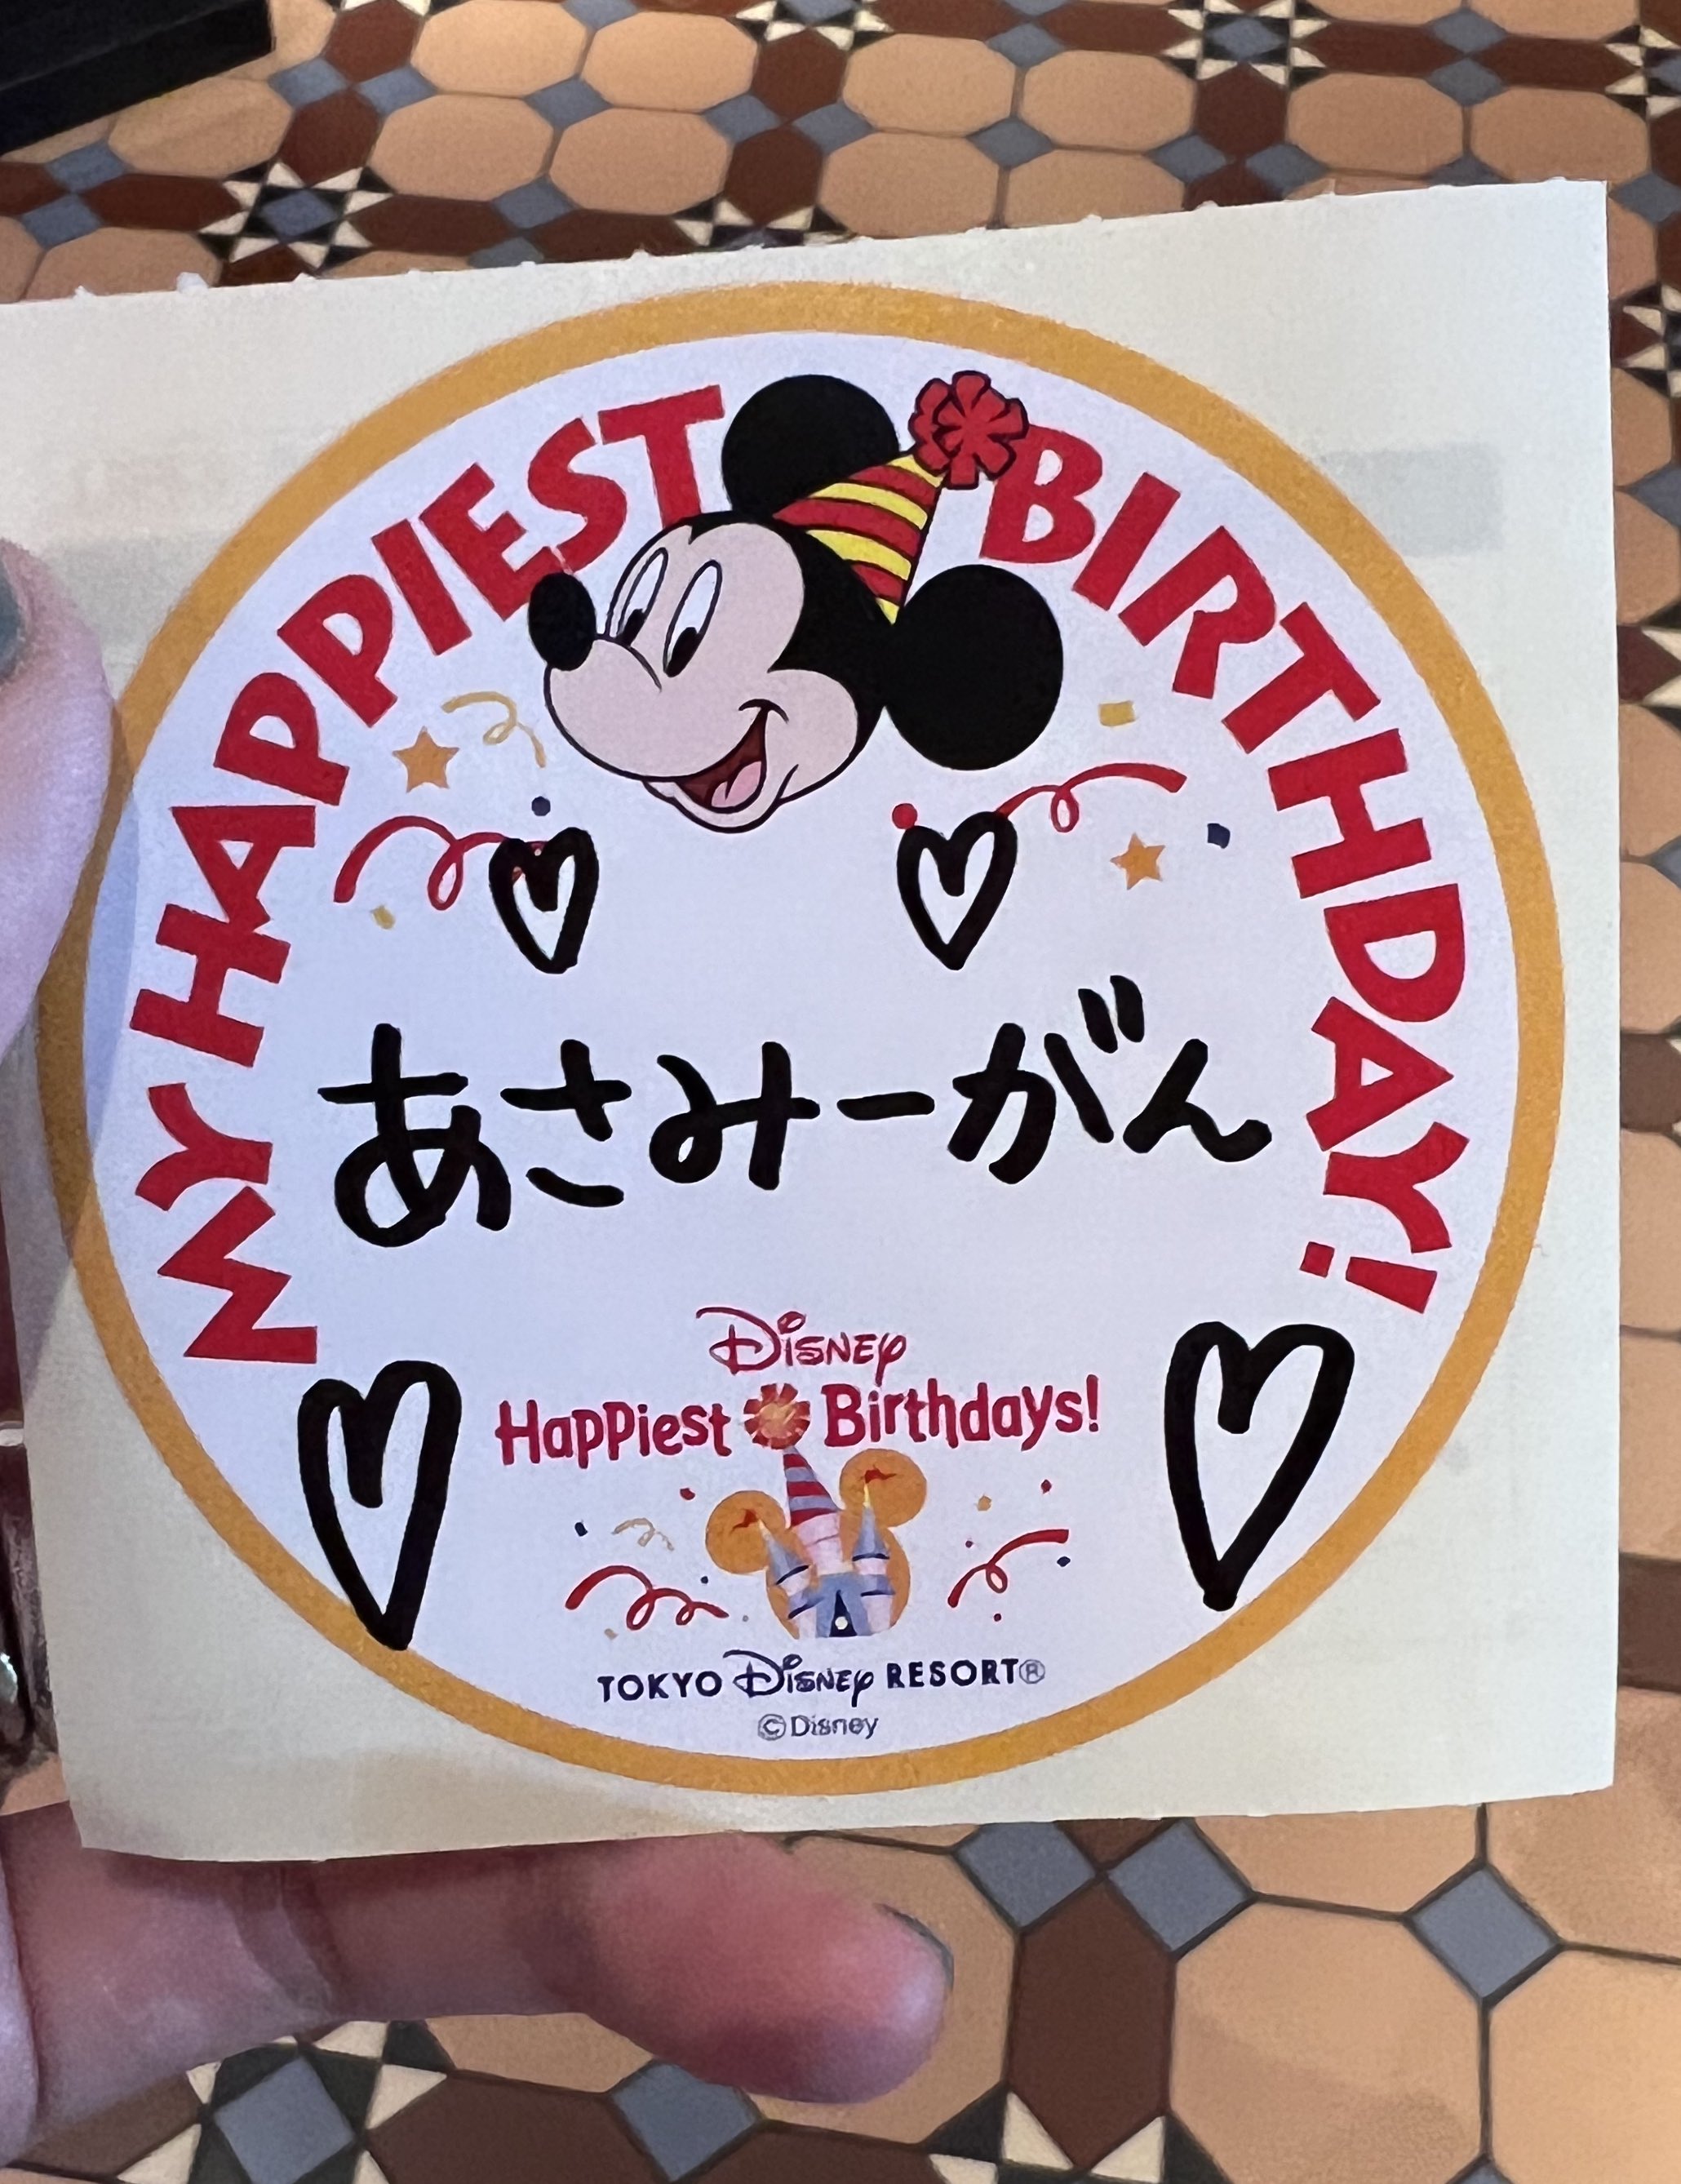 MY HAPPIEST BIRTHDAY!
あさみーがん
Disney
Happiest Birthdays!
TOKYO Disney RESORT®
©Disney